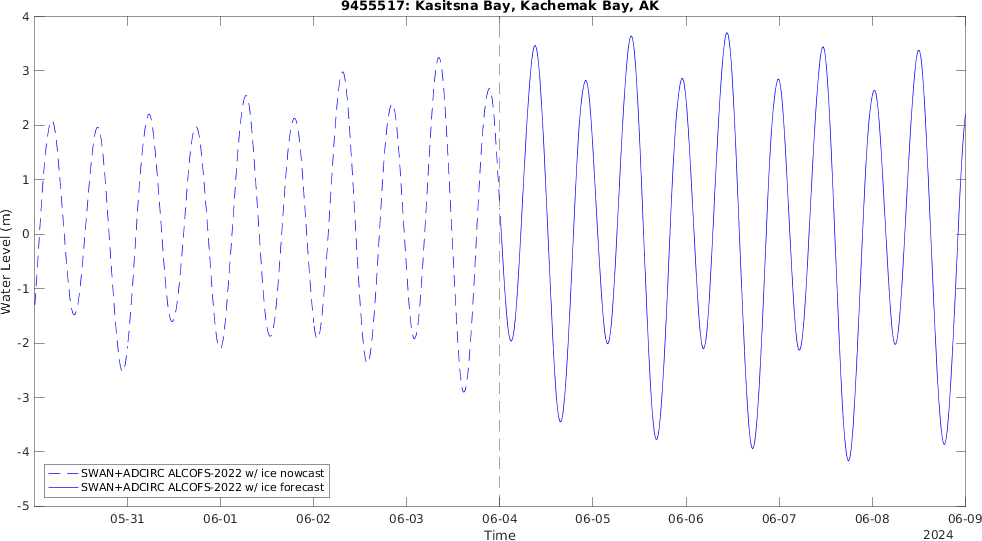 9455517: Kasitsna Bay, Kachemak Bay, AK
Water Level (m)
4
3
2
1
0
-1
-2
-3
-4
-5
SWAN+ADCIRC ALCOFS-2022 w/ ice nowcast
SWAN+ADCIRC ALCOFS-2022 w/ ice forecast
05-31 06-01 06-02 06-03 06-04 06-05 06-06 06-07 06-08 06-09
Time
2024